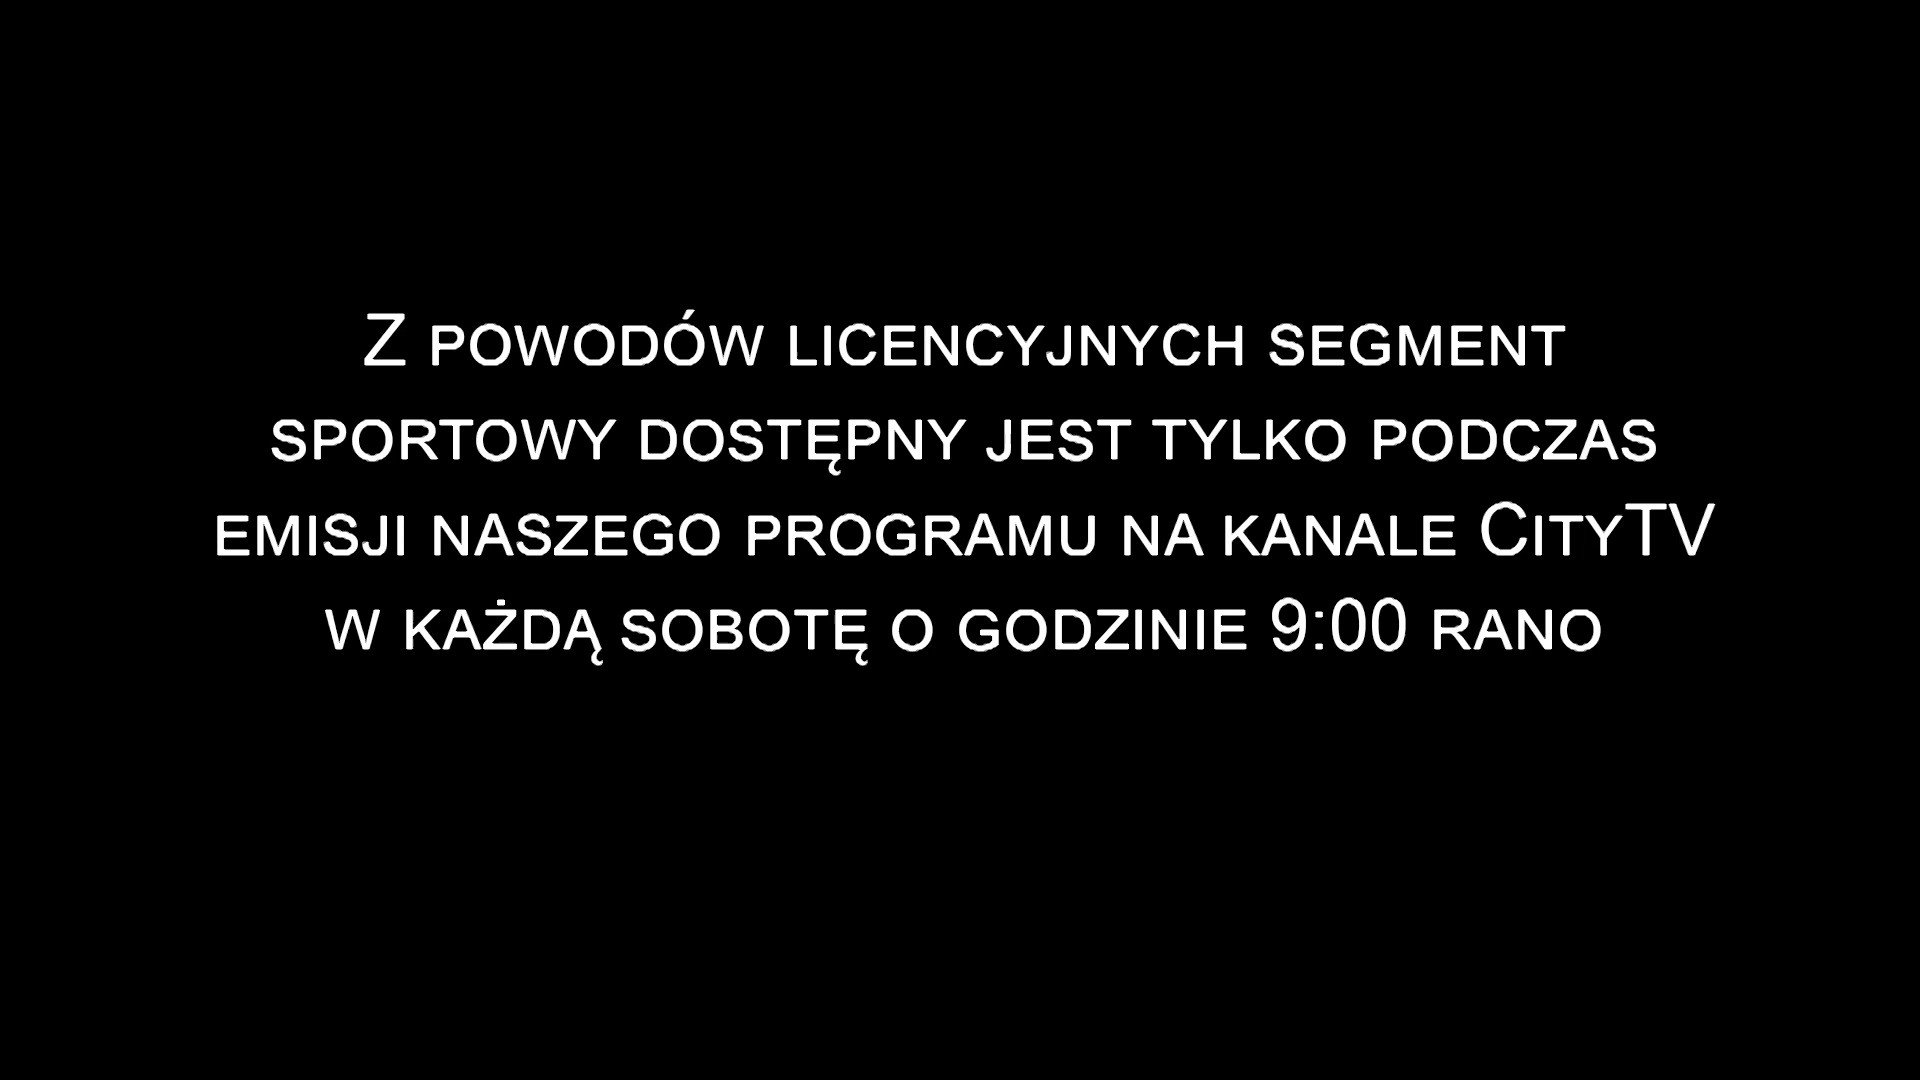 Z powodów licencyjnych segment
sportowy dostępny jest tylko podczas
emisji naszego programu na kanale CityTV
w każdą sobotę o godzinie 9:00 rano